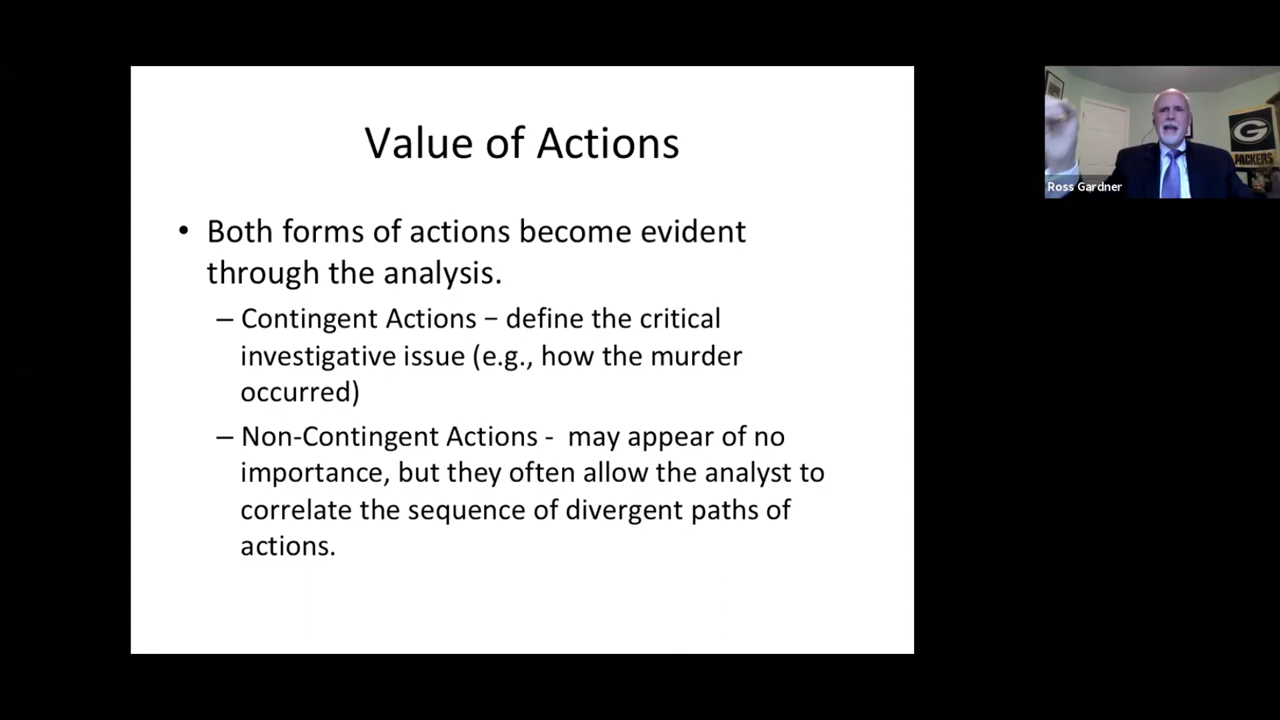 Value of Actions
• Both forms of actions become evident
through the analysis.
– Contingent Actions − define the critical
investigative issue (e.g., how the murder
occurred)
– Non-Contingent Actions - may appear of no
importance, but they often allow the analyst to
correlate the sequence of divergent paths of
actions.
G
PACKERS
Ross Gardner